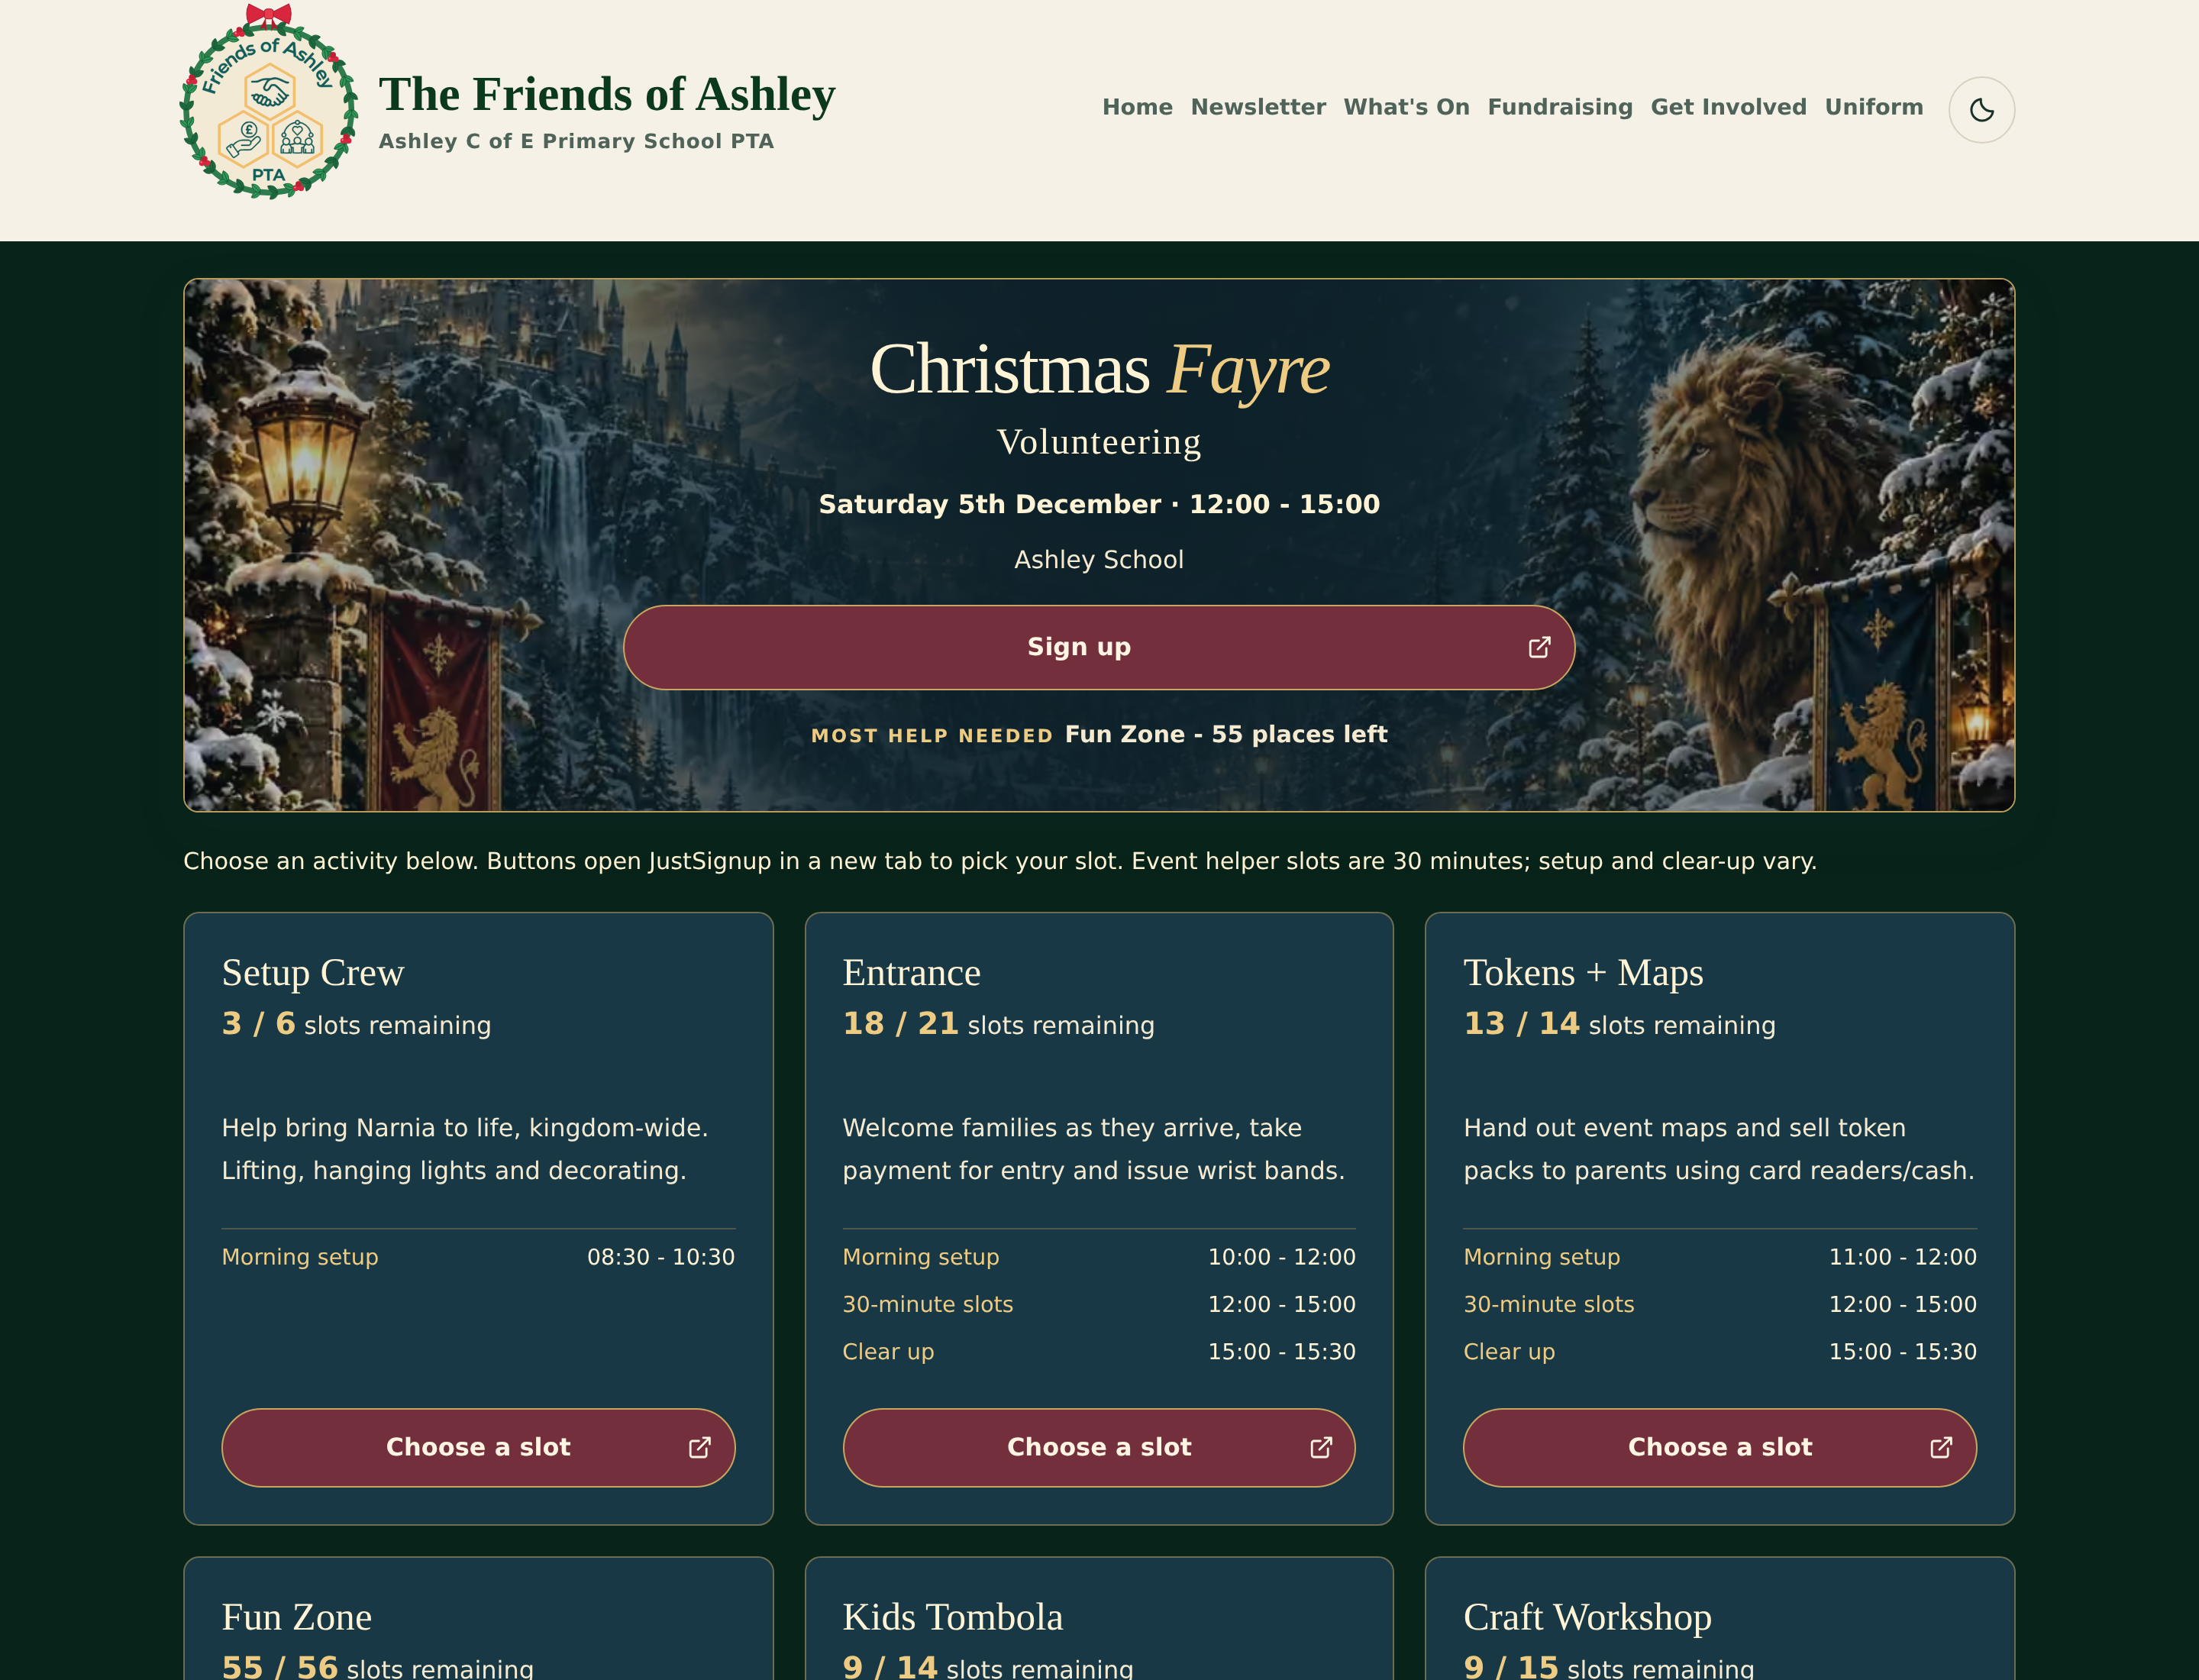 Friends of Ashley
£
PTA
The Friends of Ashley
Ashley C of E Primary School PTA
Home Newsletter What's On Fundraising Get Involved Uniform
Christmas Fayre
Volunteering
Saturday 5th December · 12:00 - 15:00
Ashley School
Sign up
MOST HELP NEEDED Fun Zone - 55 places left
Choose an activity below. Buttons open JustSignup in a new tab to pick your slot. Event helper slots are 30 minutes; setup and clear-up vary.
Setup Crew
3 / 6 slots remaining
Help bring Narnia to life, kingdom-wide.
Lifting, hanging lights and decorating.
Morning setup 08:30 - 10:30
Choose a slot
Entrance
18 / 21 slots remaining
Welcome families as they arrive, take
payment for entry and issue wrist bands.
Morning setup 10:00 - 12:00
30-minute slots 12:00 - 15:00
Clear up 15:00 - 15:30
Choose a slot
Tokens + Maps
13 / 14 slots remaining
Hand out event maps and sell token
packs to parents using card readers/cash.
Morning setup 11:00 - 12:00
30-minute slots 12:00 - 15:00
Clear up 15:00 - 15:30
Choose a slot
Fun Zone
55 / 56 slots remaining
Kids Tombola
9 / 14 slots remaining
Craft Workshop
9 / 15 slots remaining